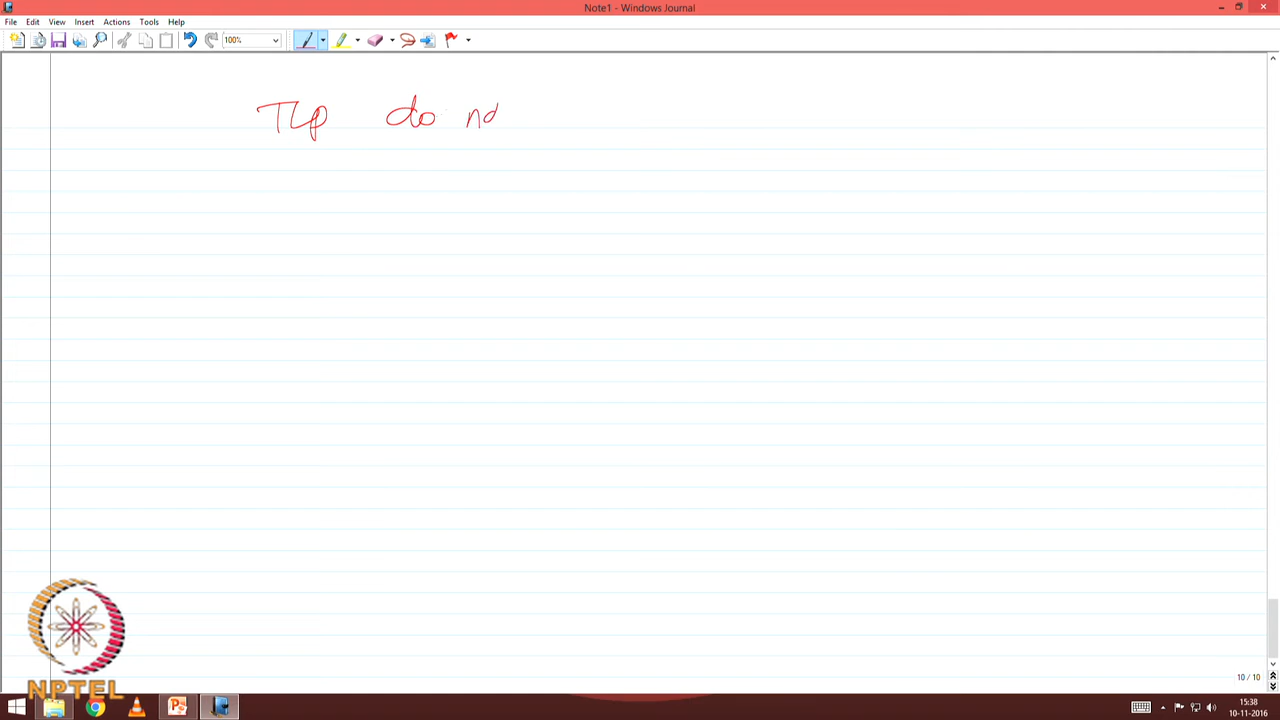 Note1 - Windows Journal
File Edit View Insert Actions Tools Help
100%
do no
10 / 10
NPTEL
15:38
10-11-2016